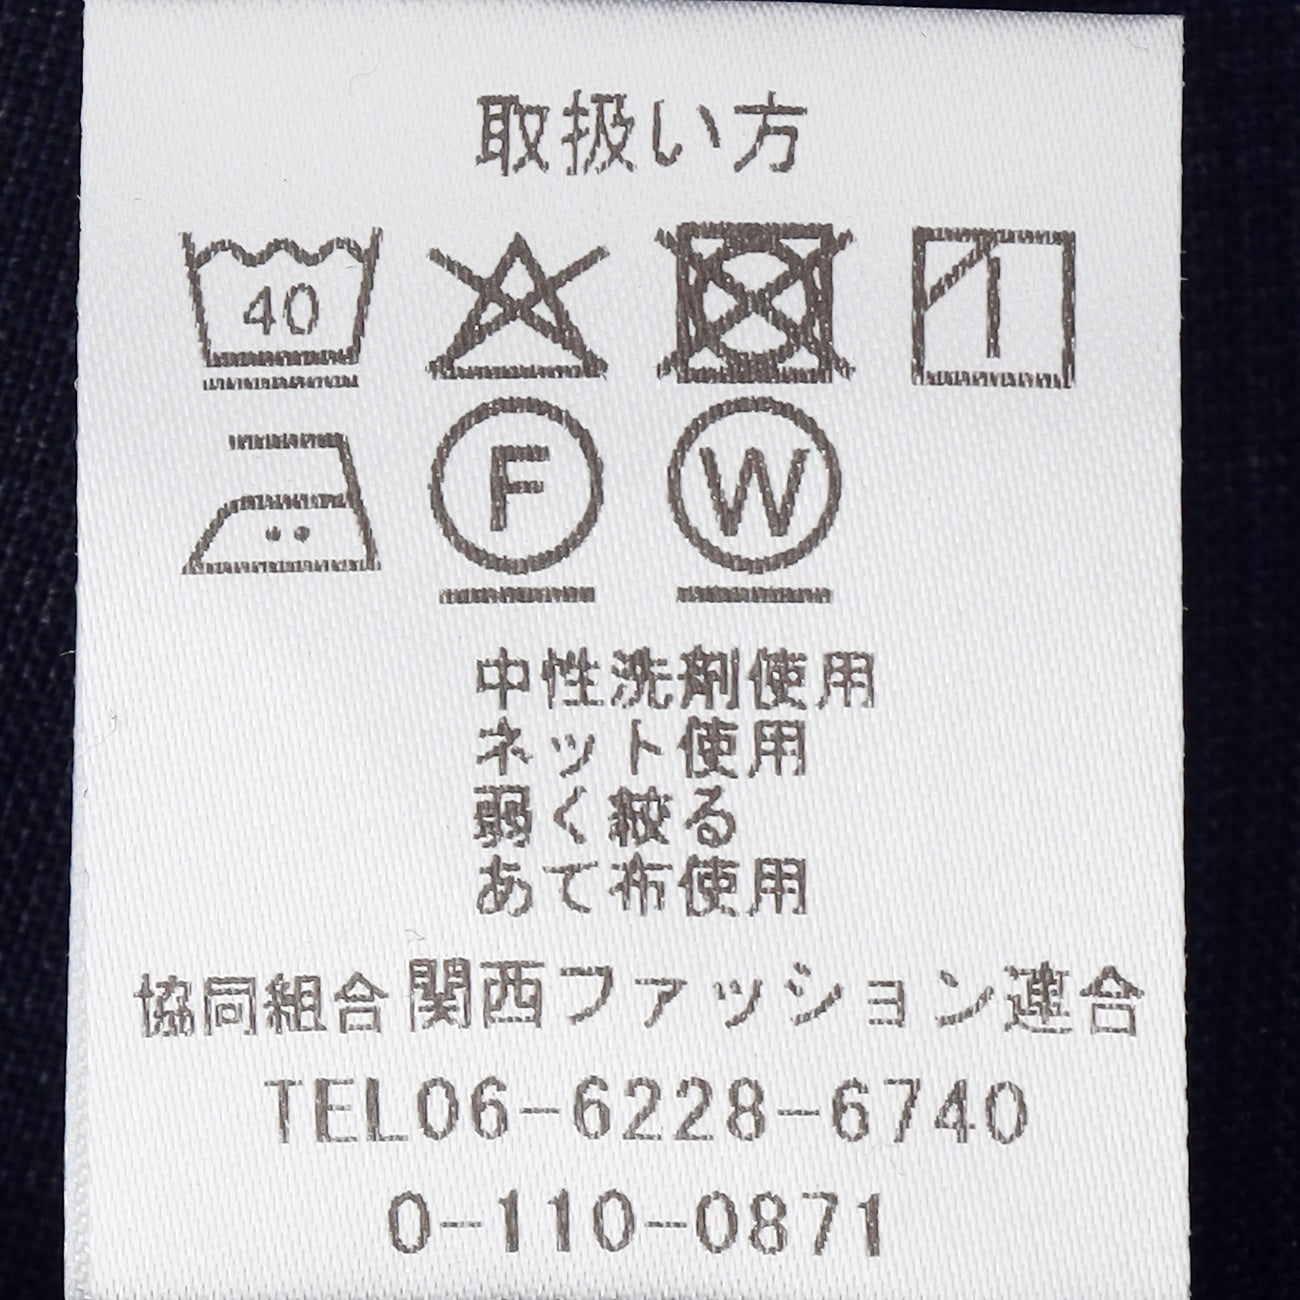 取扱い方
40
F W
中性洗剤使用
ネット使用
弱く絞る
あて布使用
協同組合関西ファッション連合
TEL06-6228-6740
0-110-0871